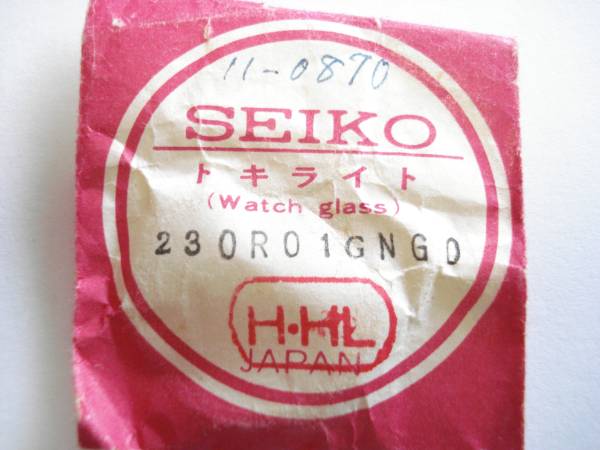 11-0870
SEIKO
トキライト
(Watch glass)
230R01GNGD
H·HL
JAPAN